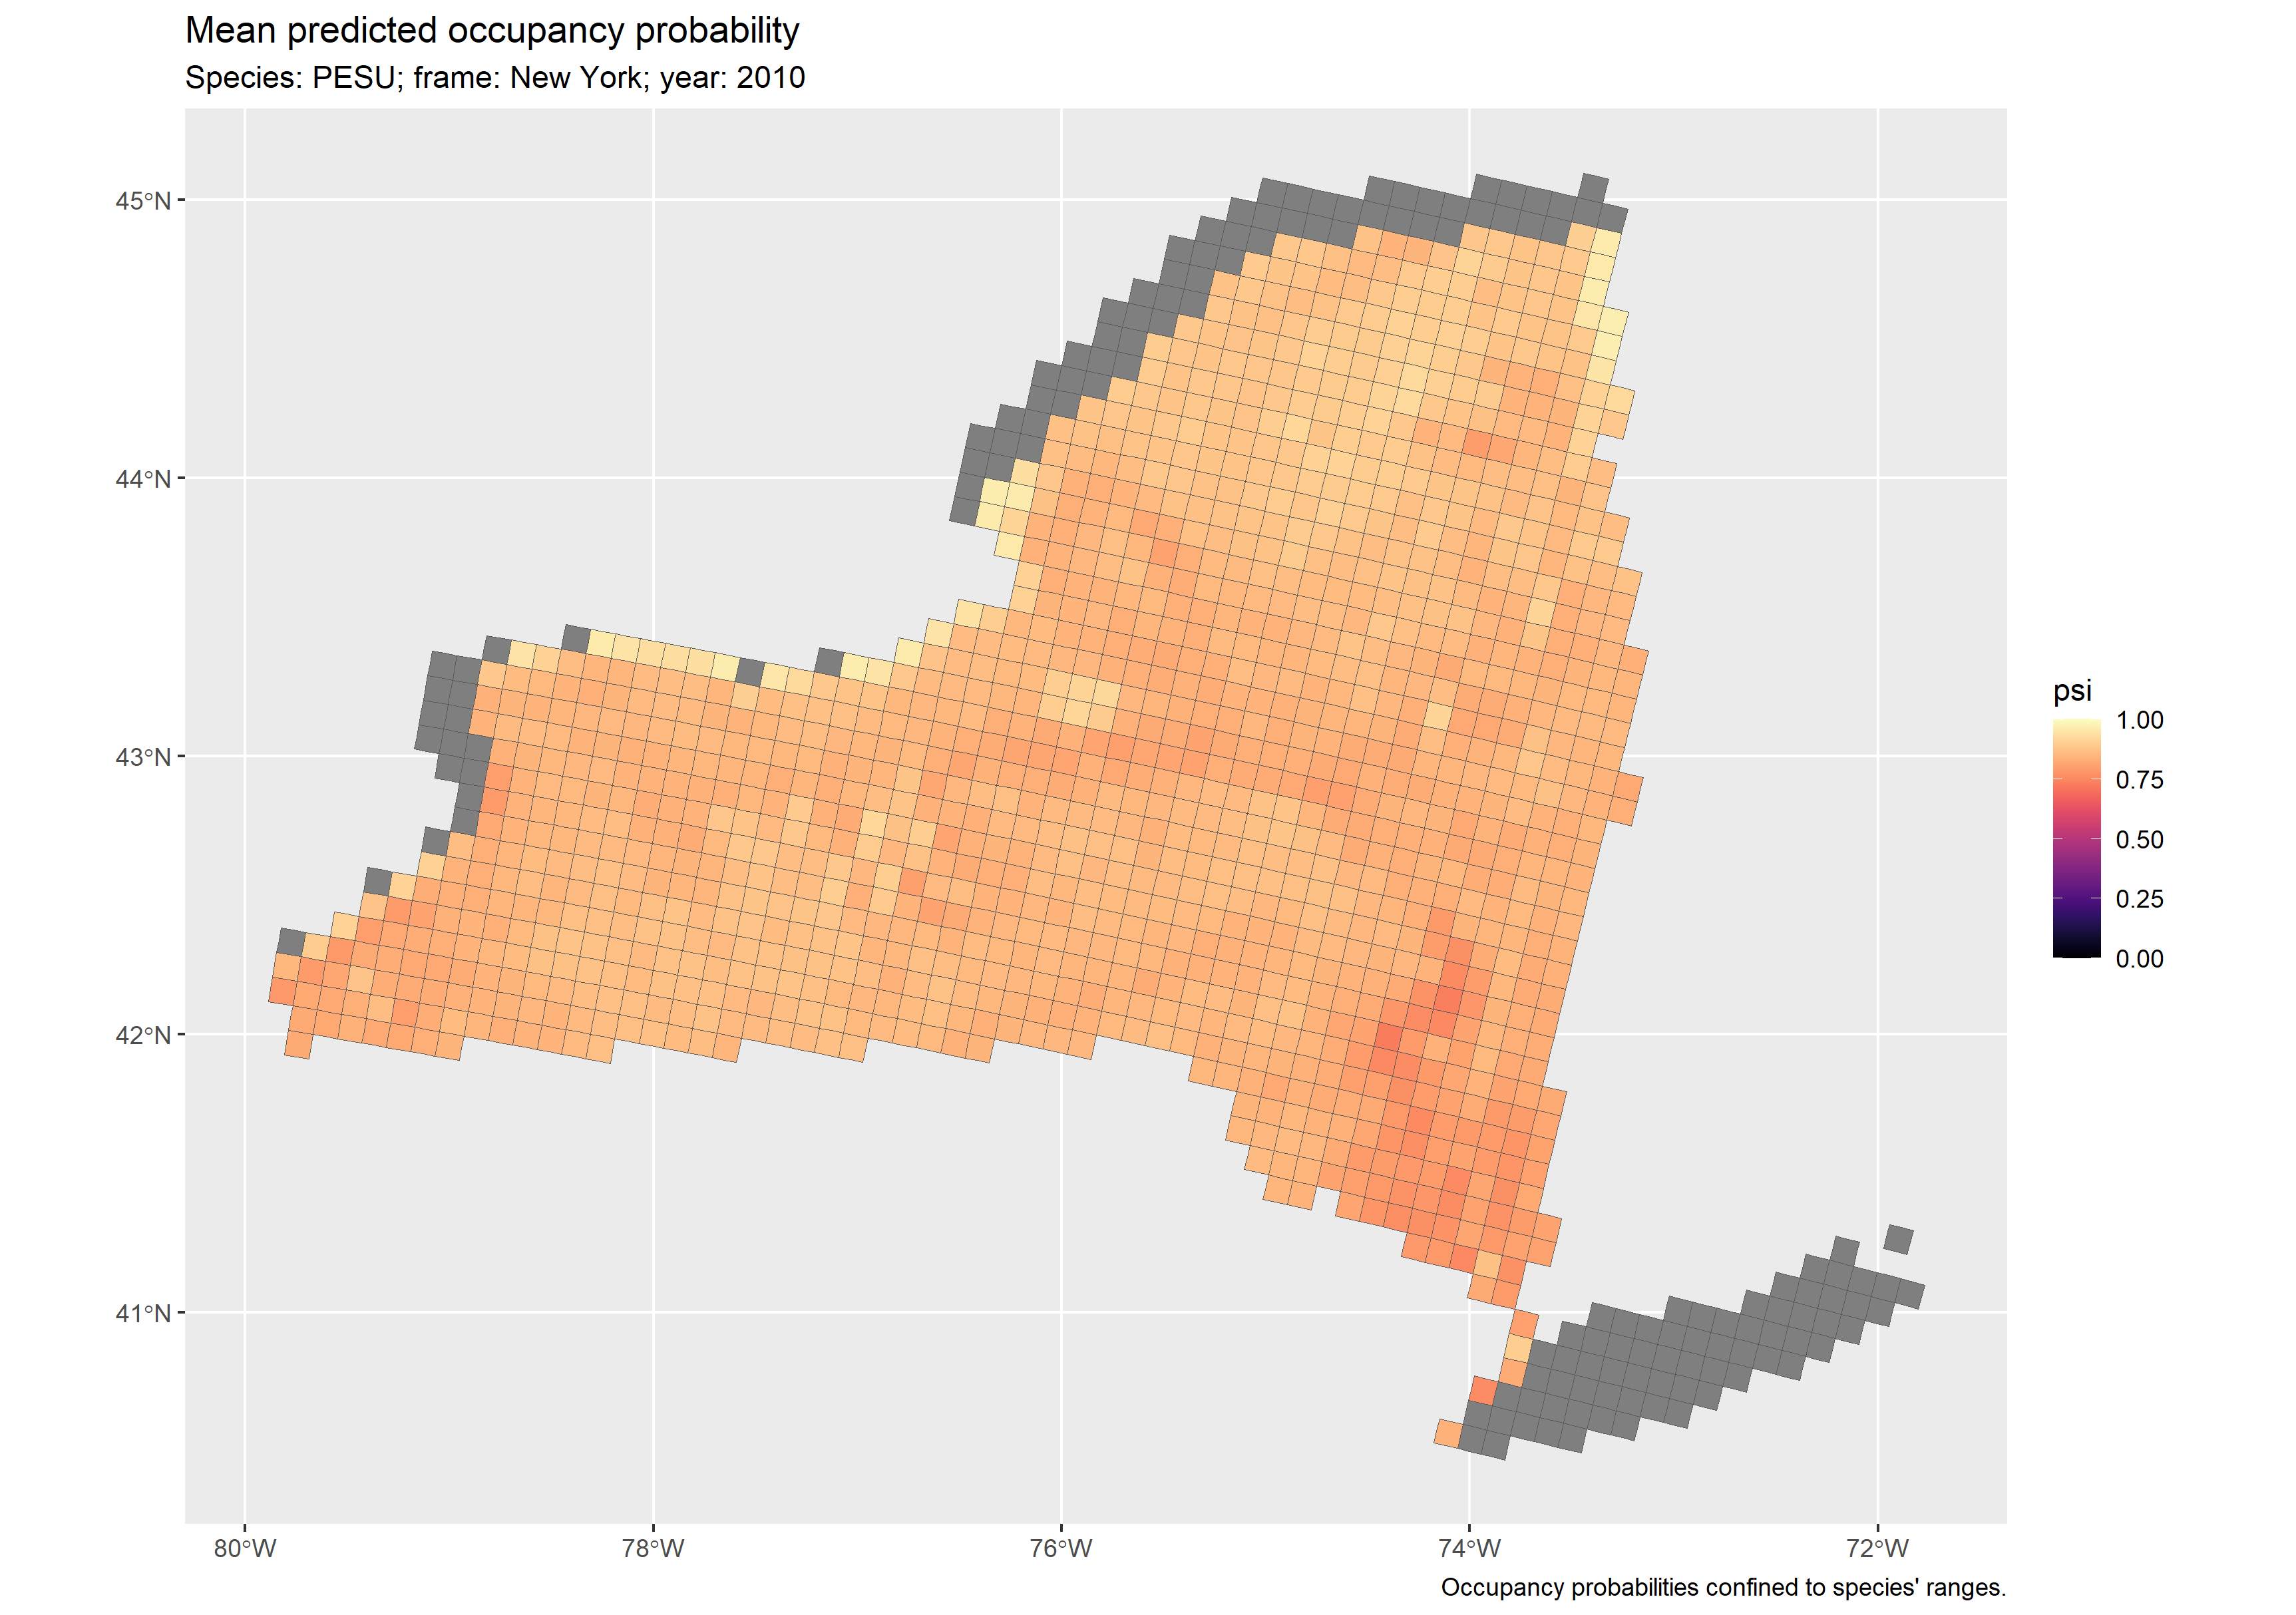 Mean predicted occupancy probability
Species: PESU; frame: New York; year: 2010
45°N
44°N
43°N
42°N
41°N
80°W
78°W
76°W
74°W
72°W
psi
1.00
0.75
0.50
0.25
0.00
Occupancy probabilities confined to species' ranges.